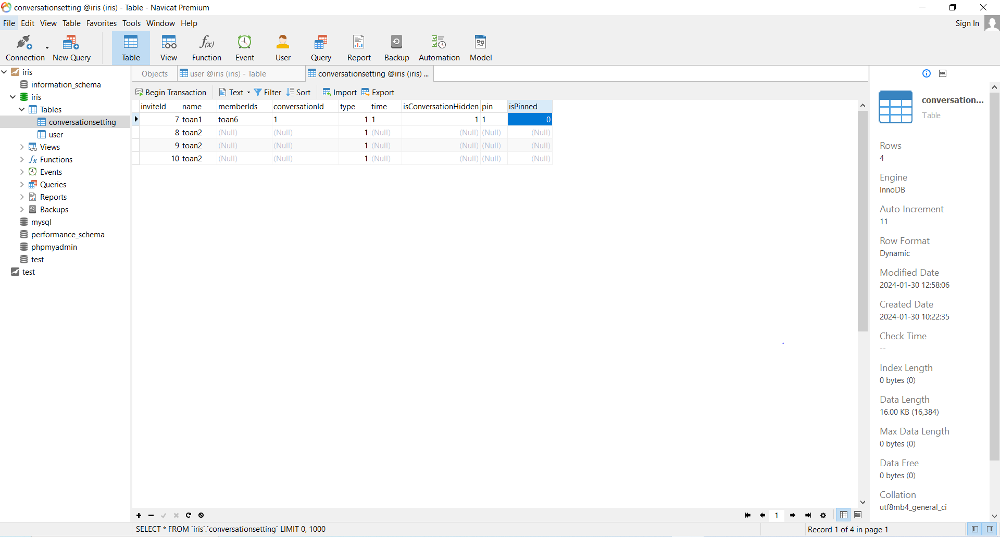 conversationsetting @iris (iris) - Table - Navicat Premium
File Edit View Table Favorites Tools Window Help Sign In
Connection New Query Table View Function Event User Query Report Backup Automation Model
iris
information_schema
iris
Tables
conversationsetting
user
Views
Functions
Events
Queries
Reports
Backups
mysql
performance_schema
phpmyadmin
test
test
Objects user @iris (iris) - Table conversationsetting @iris (iris) ...
Begin Transaction Text Filter Sort Import Export
inviteId name memberIds conversationId type time isConversationHidden pin isPinned
7 toan1 toan6 1 1 1 1 1 0
8 toan2 (Null) (Null) 1 (Null) (Null) (Null) (Null)
9 toan2 (Null) (Null) 1 (Null) (Null) (Null) (Null)
10 toan2 (Null) (Null) 1 (Null) (Null) (Null) (Null)
1
SELECT * FROM `iris`.`conversationsetting` LIMIT 0, 1000
Record 1 of 4 in page 1
DDL
conversation...
Table
Rows
4
Engine
InnoDB
Auto Increment
11
Row Format
Dynamic
Modified Date
2024-01-30 12:58:06
Created Date
2024-01-30 10:22:35
Check Time
--
Index Length
0 bytes (0)
Data Length
16.00 KB (16,384)
Max Data Length
0 bytes (0)
Data Free
0 bytes (0)
Collation
utf8mb4_general_ci